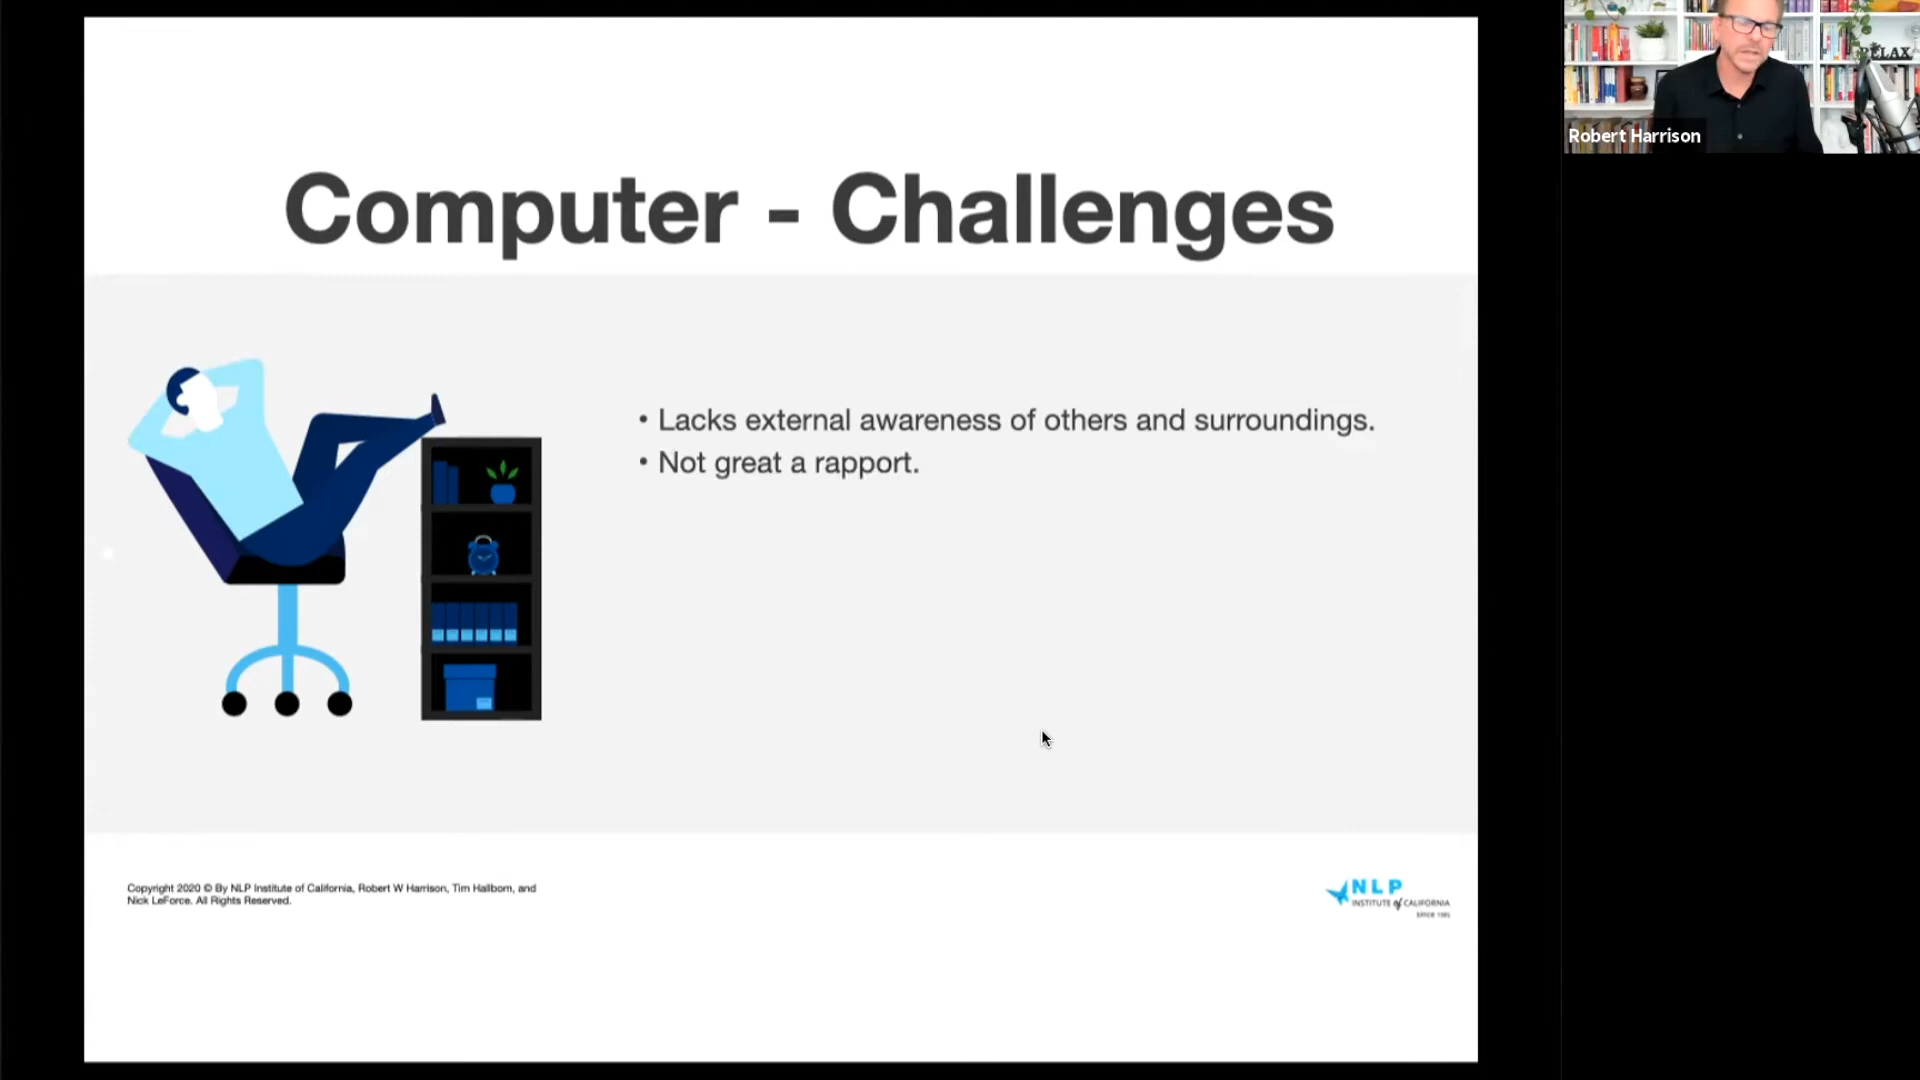 Computer - Challenges
• Lacks external awareness of others and surroundings.
• Not great a rapport.
Copyright 2020 © By NLP Institute of California, Robert W Harrison, Tim Hallbom, and
Nick LeForce. All Rights Reserved.
NLP
INSTITUTE of CALIFORNIA
RELAX
Robert Harrison